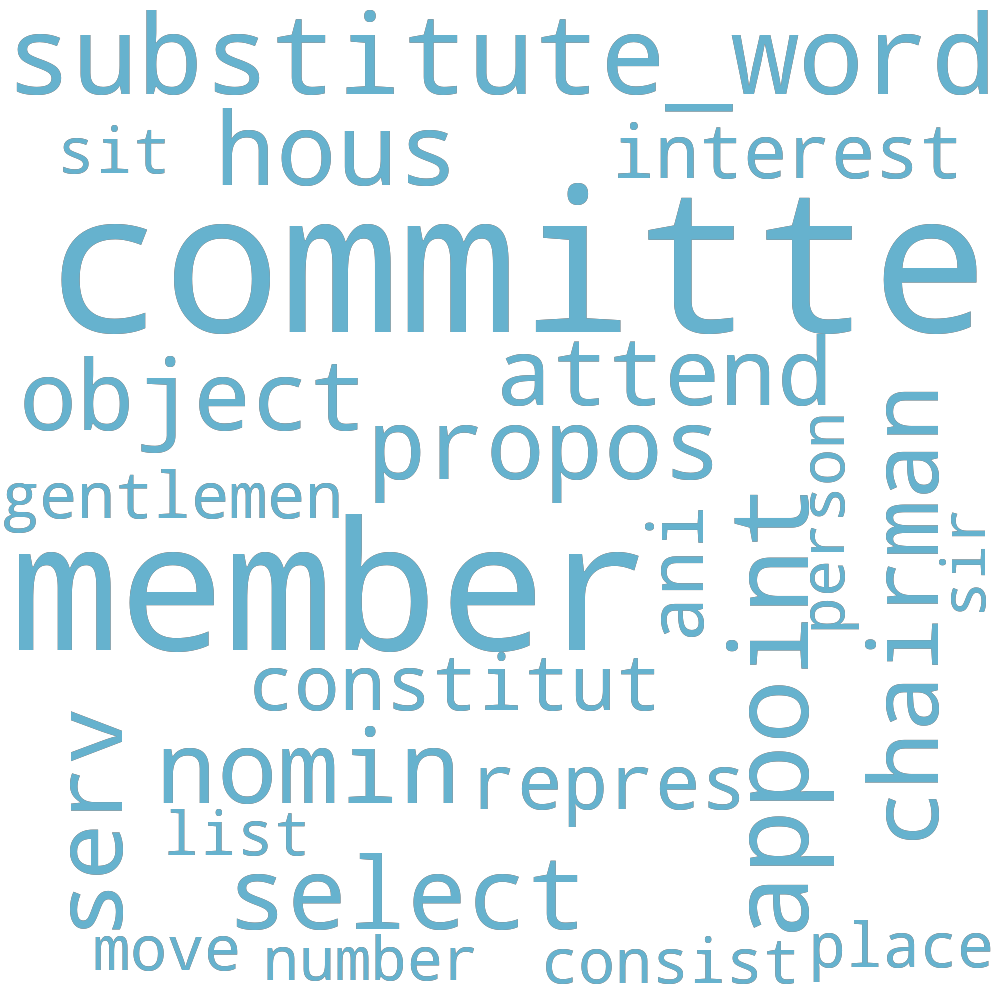 substitute_word
sit hous interest
committe
object attend
propos
gentlemen
member
ani
appoint
person
chairman
sir
constitut
serv
nomin repres
list
select
move number consist place